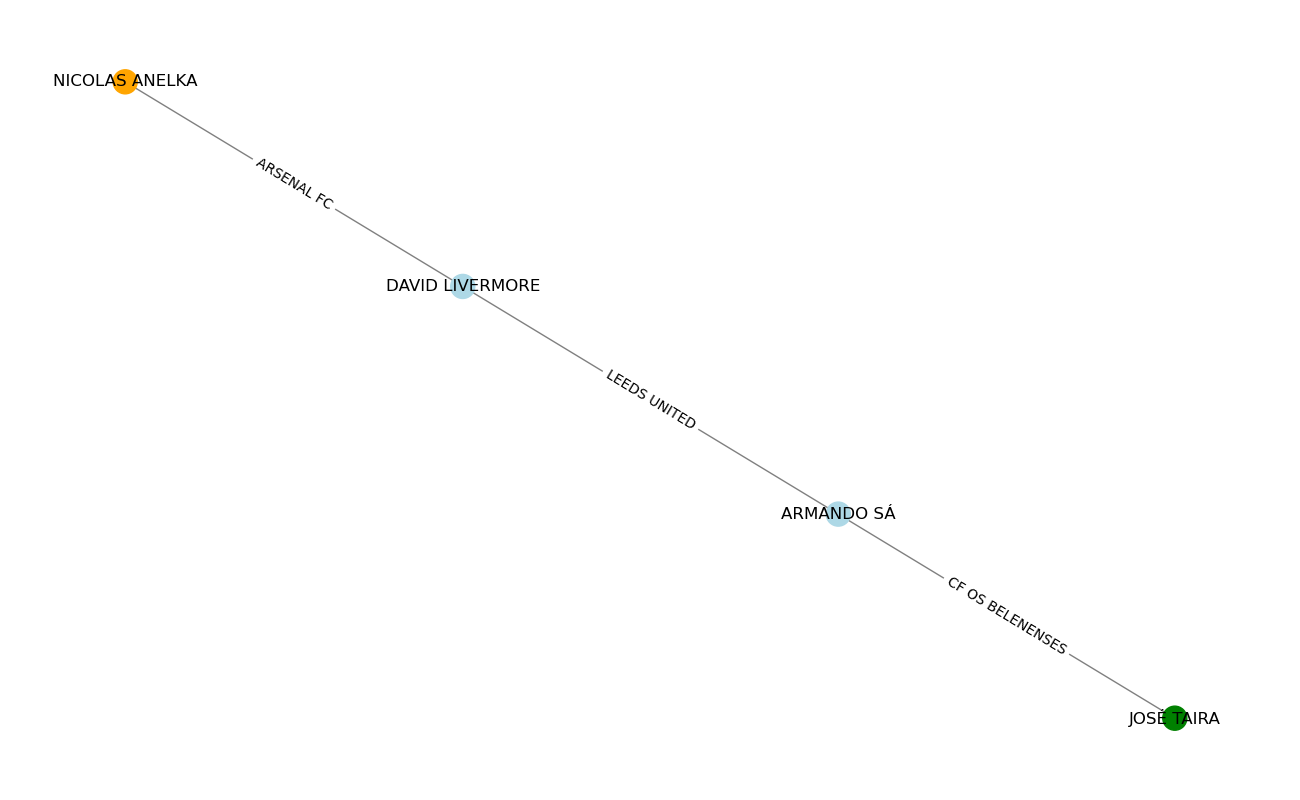 NICOLAS ANELKA
ARSENAL FC
DAVID LIVERMORE
LEEDS UNITED
ARMANDO SÁ
CF OS BELENENSES
JOSÉ TAIRA